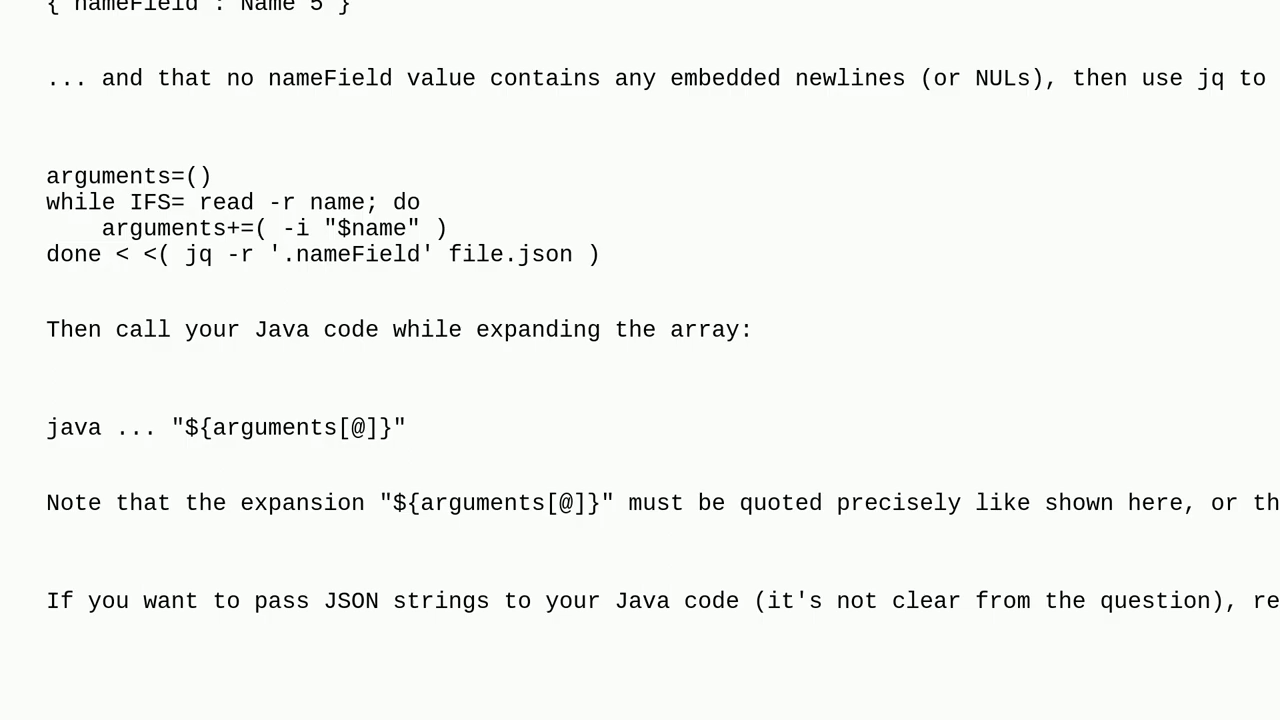 { "nameField": "Name 5" }
... and that no nameField value contains any embedded newlines (or NULs), then use jq to
arguments=()
while IFS= read -r name; do
    arguments+=( -i "$name" )
done < <( jq -r '.nameField' file.json )
Then call your Java code while expanding the array:
java ... "${arguments[@]}"
Note that the expansion "${arguments[@]}" must be quoted precisely like shown here, or th
If you want to pass JSON strings to your Java code (it's not clear from the question), re